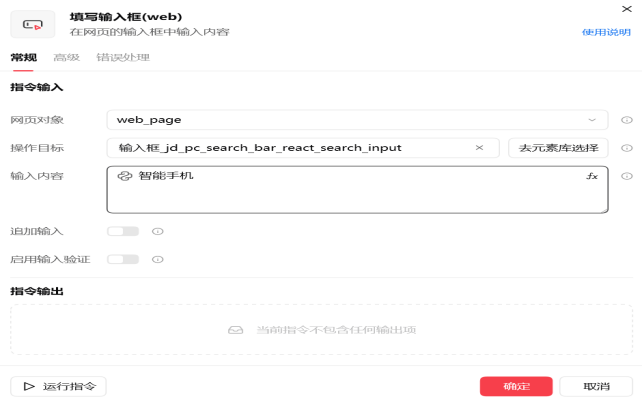 填写输入框(web)
在网页的输入框中输入内容
使用说明
常规 高级 错误处理
指令输入
网页对象 web_page
操作目标 输入框_jd_pc_search_bar_react_search_input 去元素库选择
输入内容 智能手机 fx
追加输入
启用输入验证
指令输出
当前指令不包含任何输出项
运行指令 确定 取消